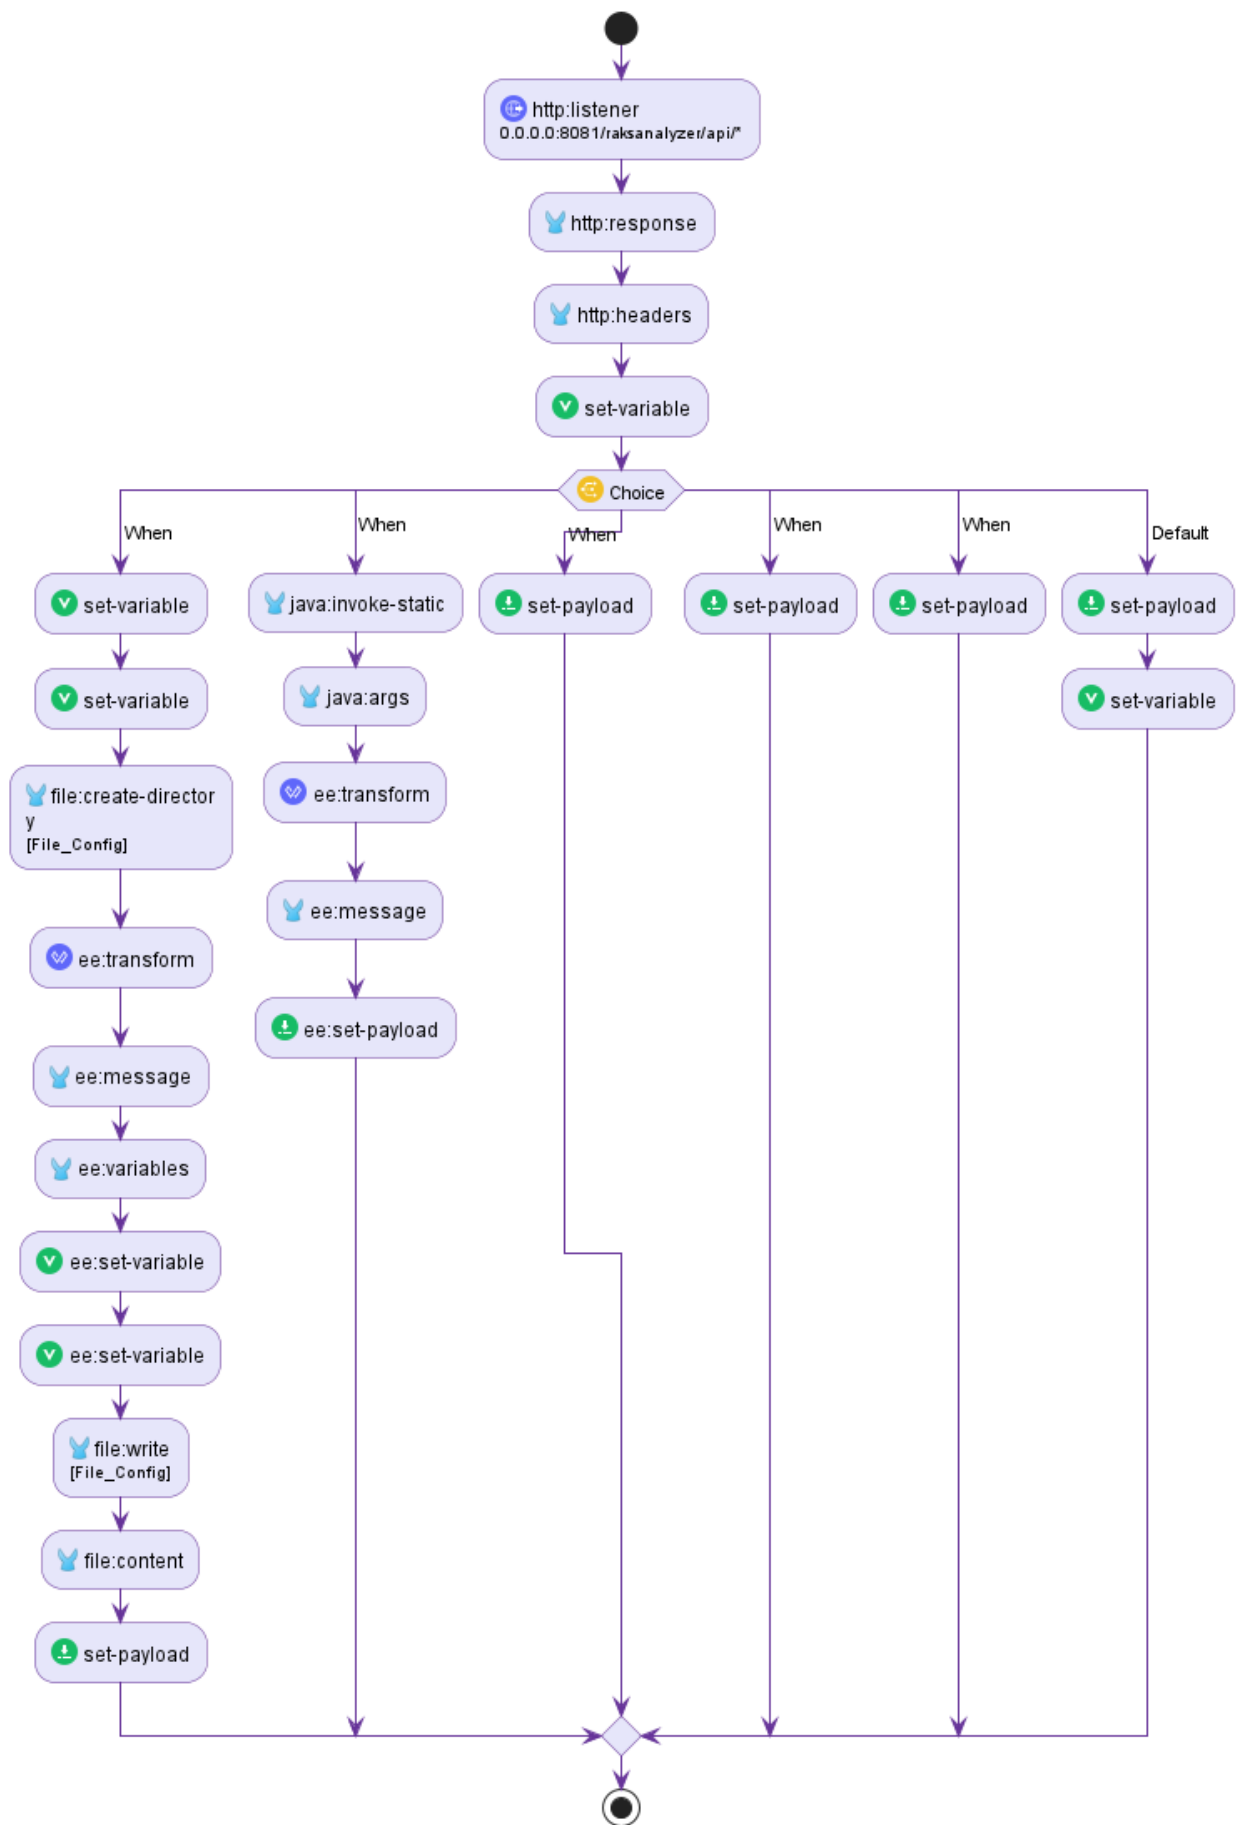 http:listener
0.0.0.0:8081/raksanalyzer/api/*
http:response
http:headers
set-variable
Choice
When
When
When
When
When
Default
set-variable
java:invoke-static
set-payload
set-payload
set-payload
set-payload
set-variable
java:args
set-variable
file:create-director
y
[File_Config]
ee:transform
ee:transform
ee:message
ee:message
ee:set-payload
ee:variables
ee:set-variable
ee:set-variable
file:write
[File_Config]
file:content
set-payload